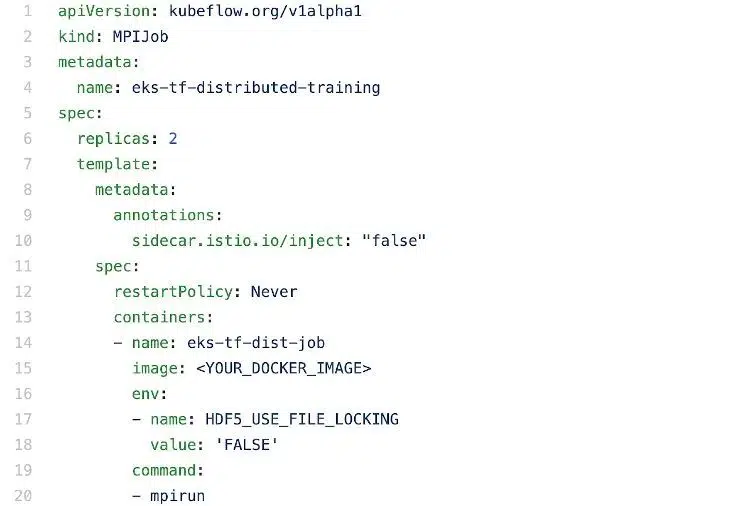 1 apiVersion: kubeflow.org/v1alpha1
2 kind: MPIJob
3 metadata:
4   name: eks-tf-distributed-training
5 spec:
6   replicas: 2
7   template:
8     metadata:
9       annotations:
10         sidecar.istio.io/inject: "false"
11     spec:
12       restartPolicy: Never
13       containers:
14       - name: eks-tf-dist-job
15         image: <YOUR_DOCKER_IMAGE>
16         env:
17         - name: HDF5_USE_FILE_LOCKING
18           value: 'FALSE'
19         command:
20         - mpirun